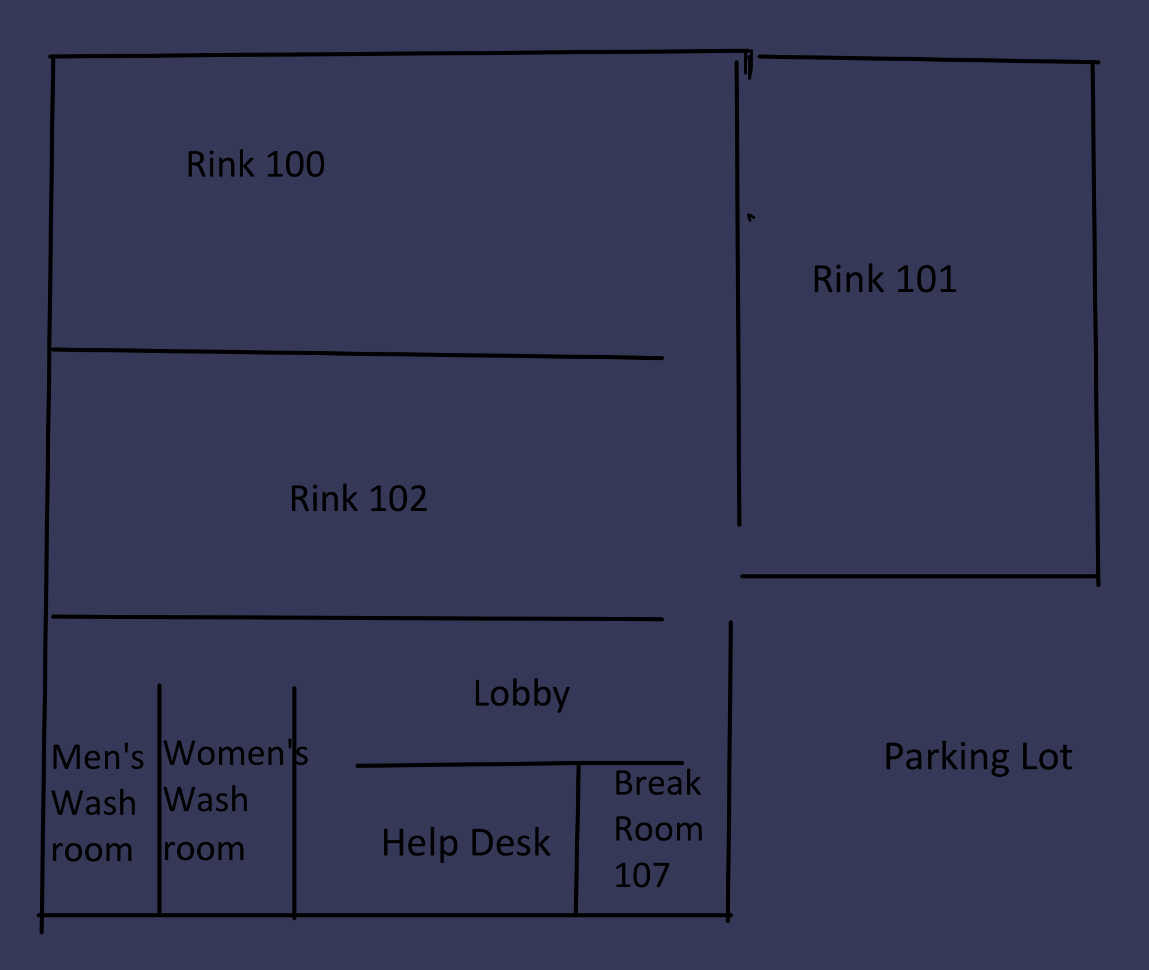 Rink 100
Rink 101
Rink 102
Lobby
Men's
Wash
room
Women's
Wash
room
Help Desk
Break
Room
107
Parking Lot